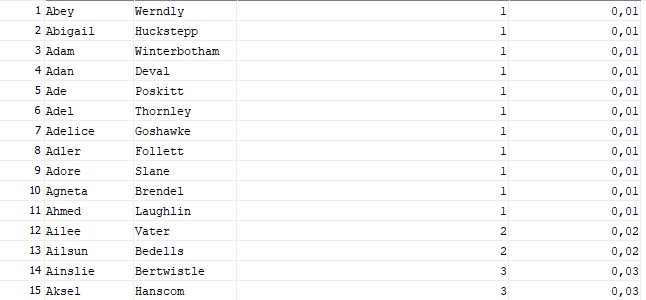 1 Abey Werndly 1 0,01
2 Abigail Huckstepp 1 0,01
3 Adam Winterbotham 1 0,01
4 Adan Deval 1 0,01
5 Ade Poskitt 1 0,01
6 Adel Thornley 1 0,01
7 Adelice Goshawke 1 0,01
8 Adler Follett 1 0,01
9 Adore Slane 1 0,01
10 Agneta Brendel 1 0,01
11 Ahmed Laughlin 1 0,01
12 Ailee Vater 2 0,02
13 Ailsun Bedells 2 0,02
14 Ainslie Bertwistle 3 0,03
15 Aksel Hanscom 3 0,03